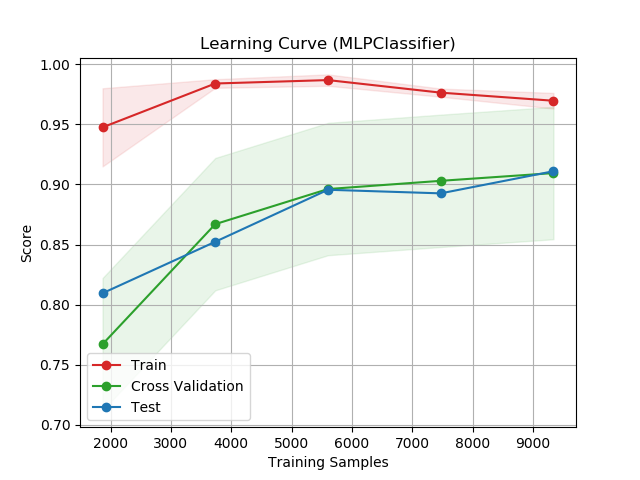 Learning Curve (MLPClassifier)
1.00
0.95
0.90
0.85
0.80
0.75
0.70
Score
Train
Cross Validation
Test
2000 3000 4000 5000 6000 7000 8000 9000
Training Samples